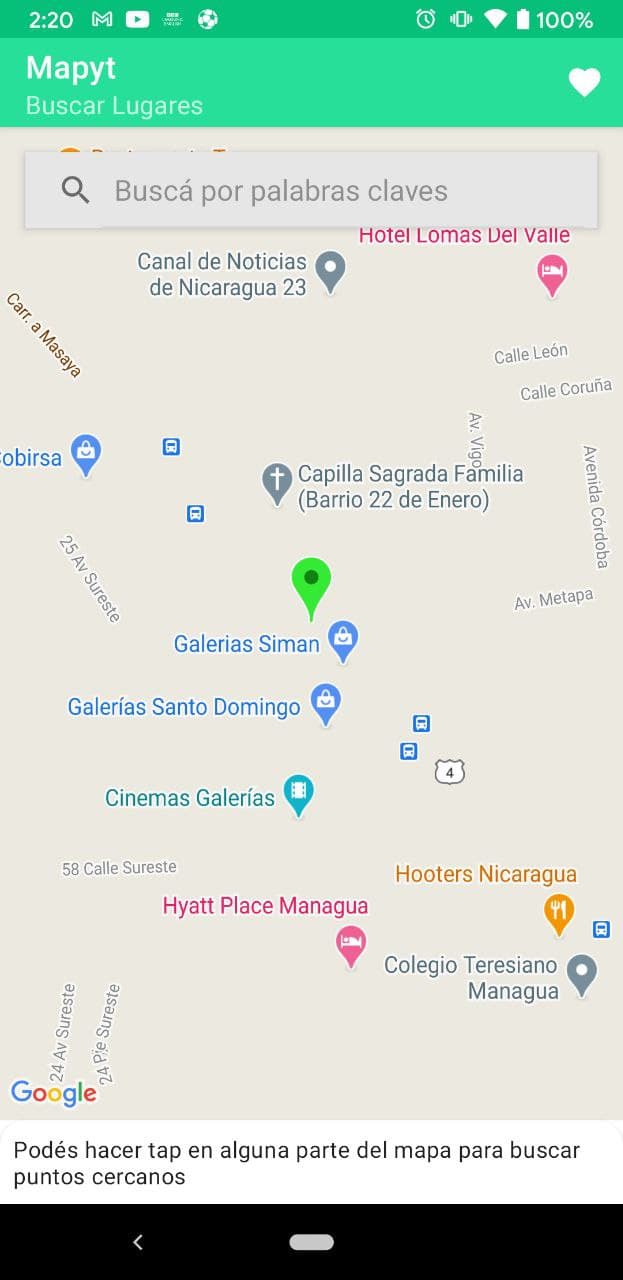 2:20
100%
Mapyt
Buscar Lugares
Buscá por palabras claves
Hotel Lomas Del Valle
Canal de Noticias
de Nicaragua 23
Carr. a Masaya
Calle León
Calle Coruña
Av. Vigo
Avenida Córdoba
obirsa
Capilla Sagrada Familia
(Barrio 22 de Enero)
25 Av Sureste
Av. Metapa
Galerias Siman
Galerías Santo Domingo
4
Cinemas Galerías
58 Calle Sureste
Hooters Nicaragua
Hyatt Place Managua
Colegio Teresiano
Managua
24 Av Sureste
24 Pje Sureste
Google
Podés hacer tap en alguna parte del mapa para buscar
puntos cercanos